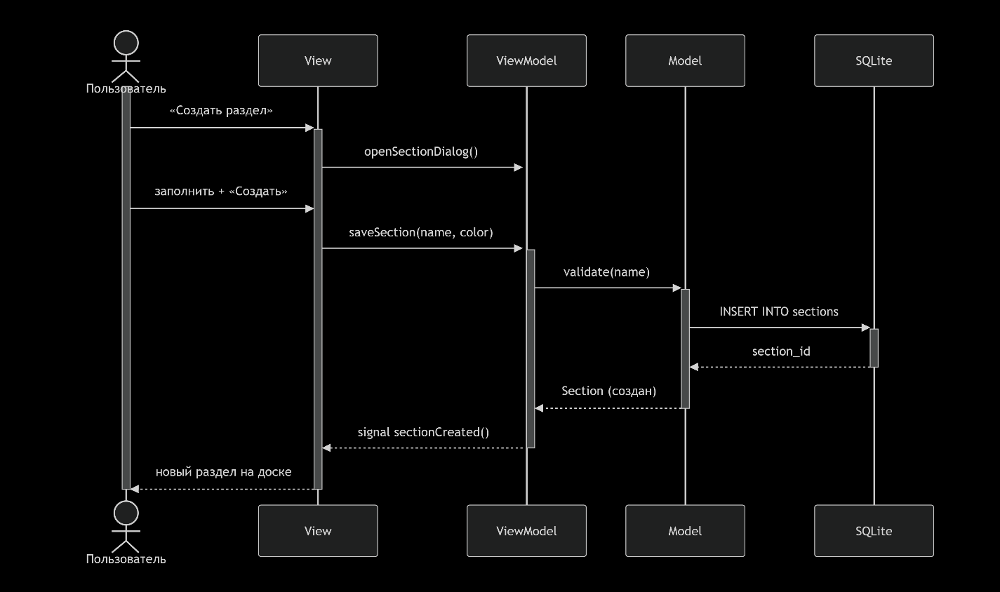 Пользователь
View
ViewModel
Model
SQLite
«Создать раздел»
openSectionDialog()
заполнить + «Создать»
saveSection(name, color)
validate(name)
INSERT INTO sections
section_id
Section (создан)
signal sectionCreated()
новый раздел на доске
Пользователь
View
ViewModel
Model
SQLite